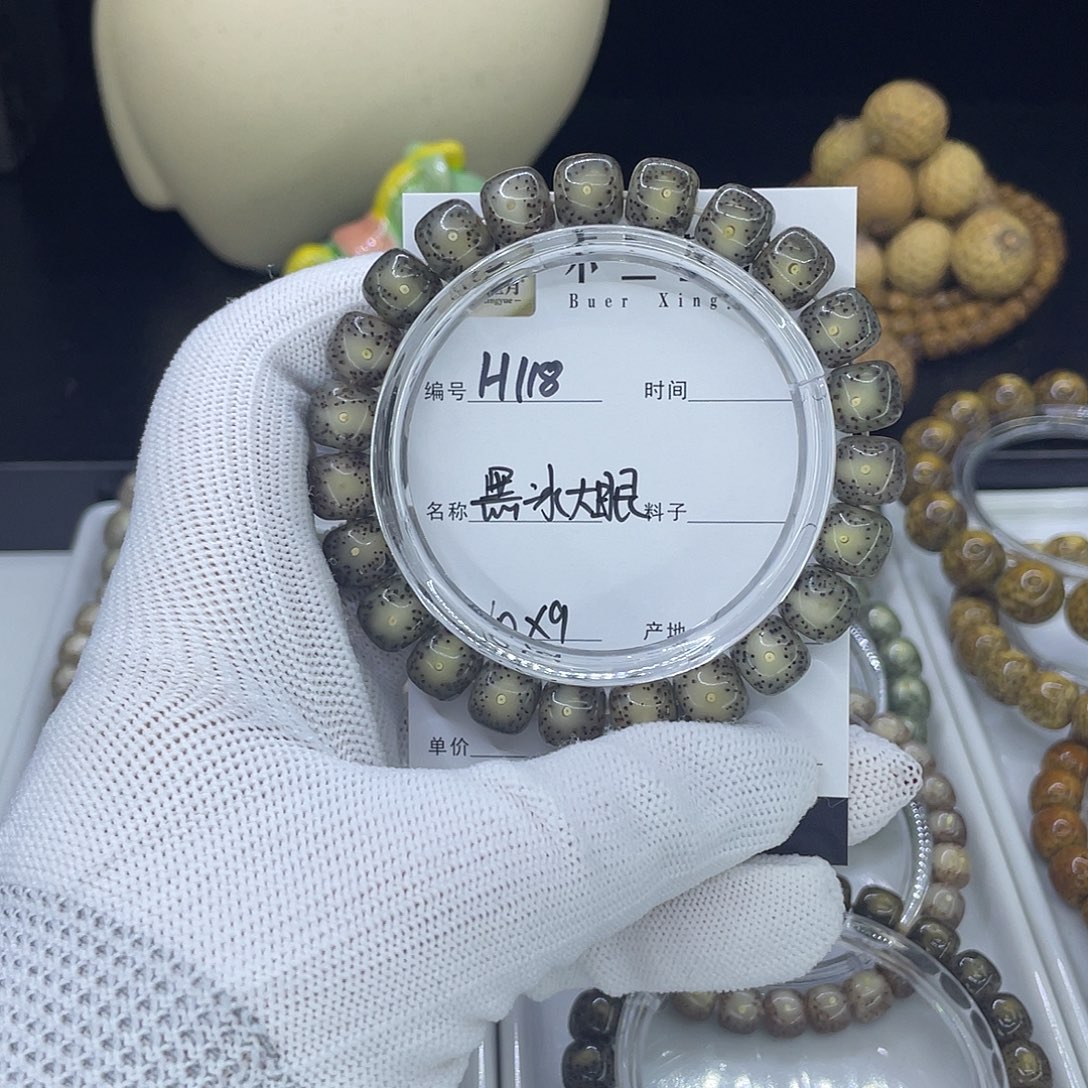 Buer Xing
编号 H118 时间
名称 黑冰大眼 料子
x9 产地
单价